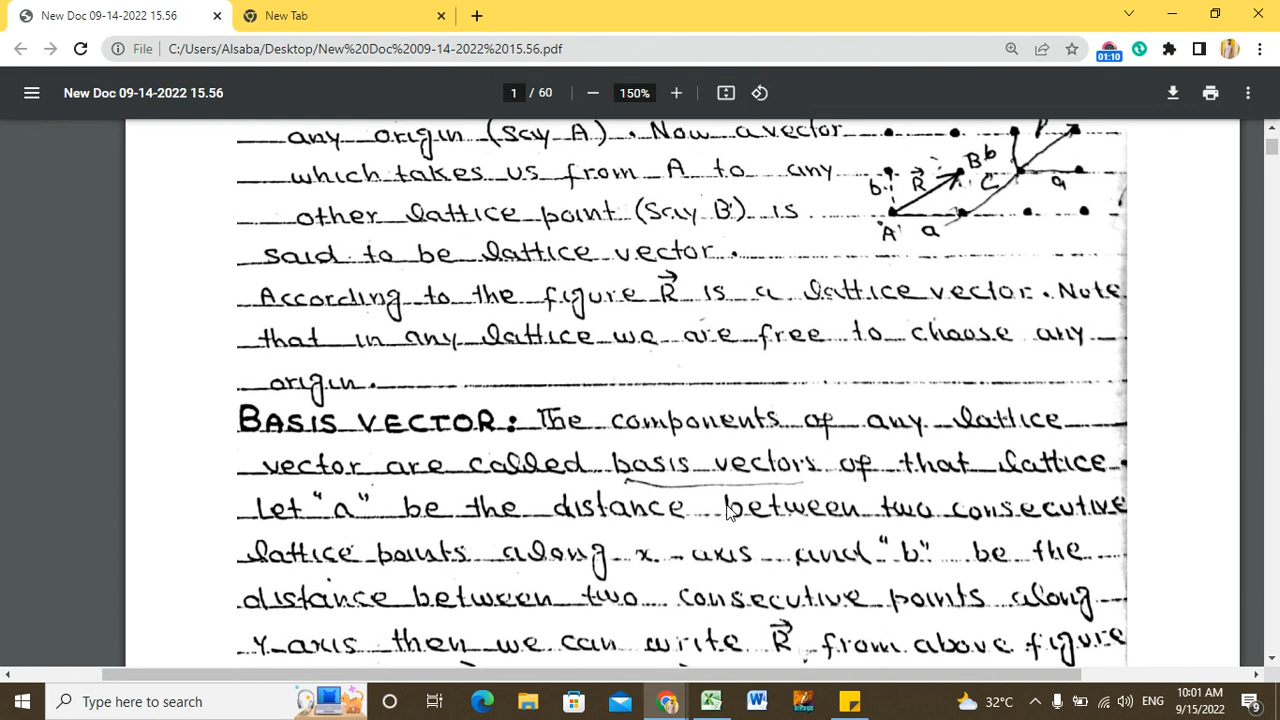 New Doc 09-14-2022 15.56
New Tab
File C:/Users/Alsaba/Desktop/New%20Doc%2009-14-2022%2015.56.pdf
01:10
New Doc 09-14-2022 15.56
1 / 60
150%
any origin (say A). Now a vector
which takes us from A to any
other lattice point (say B) is
said to be lattice vector.
b R B b C a
A a
P
According to the figure R is a lattice vector. Note
that in any lattice we are free to choose any
origin.
BASIS VECTOR: The components of any lattice
vector are called basis vectors of that lattice.
Let "a" be the distance between two consecutive
lattice points along x-axis and "b" be the
distance between two consecutive points along
Y-axis then we can write R from above figure
Type here to search
32°C
ENG
10:01 AM
9/15/2022
9